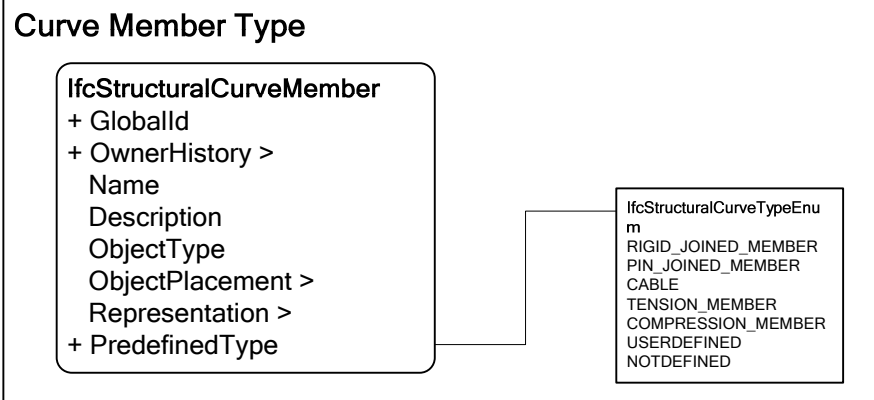 Curve Member Type
IfcStructuralCurveMember
+ GlobalId
+ OwnerHistory >
Name
Description
ObjectType
ObjectPlacement >
Representation >
+ PredefinedType
IfcStructuralCurveTypeEnu
m
RIGID_JOINED_MEMBER
PIN_JOINED_MEMBER
CABLE
TENSION_MEMBER
COMPRESSION_MEMBER
USERDEFINED
NOTDEFINED